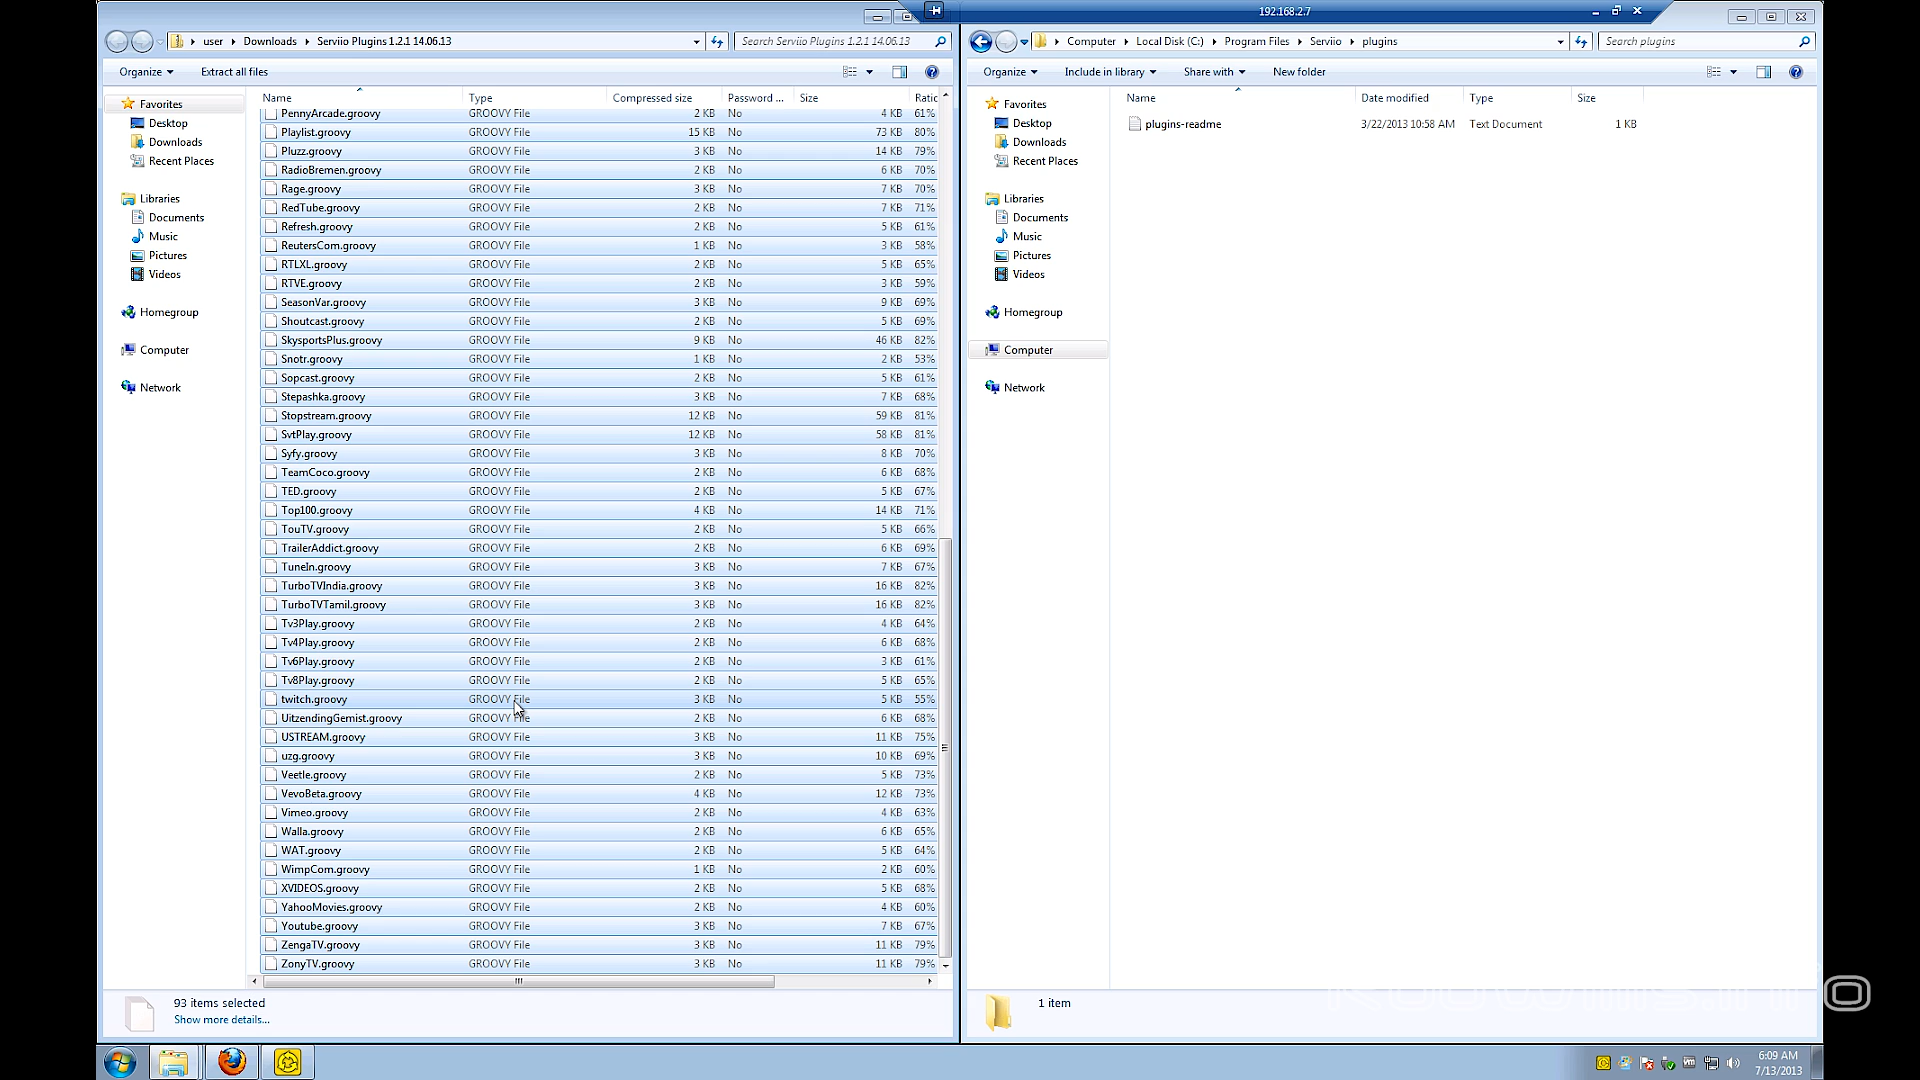 192.168.2.7
user Downloads Serviio Plugins 1.2.1 14.06.13 Search Serviio Plugins 1.2.1 14.06.13
Organize Extract all files
Favorites
Desktop
Downloads
Recent Places
Libraries
Documents
Music
Pictures
Videos
Homegroup
Computer
Network
Name Type Compressed size Password ... Size Ratio
PennyArcade.groovy GROOVY File 2 KB No 4 KB 61%
Playlist.groovy GROOVY File 15 KB No 73 KB 80%
Pluzz.groovy GROOVY File 3 KB No 14 KB 79%
RadioBremen.groovy GROOVY File 2 KB No 6 KB 70%
Rage.groovy GROOVY File 3 KB No 7 KB 70%
RedTube.groovy GROOVY File 2 KB No 7 KB 71%
Refresh.groovy GROOVY File 2 KB No 5 KB 61%
ReutersCom.groovy GROOVY File 1 KB No 3 KB 58%
RTLXL.groovy GROOVY File 2 KB No 5 KB 65%
RTVE.groovy GROOVY File 2 KB No 3 KB 59%
SeasonVar.groovy GROOVY File 3 KB No 9 KB 69%
Shoutcast.groovy GROOVY File 2 KB No 5 KB 69%
SkysportsPlus.groovy GROOVY File 9 KB No 46 KB 82%
Snotr.groovy GROOVY File 1 KB No 2 KB 53%
Sopcast.groovy GROOVY File 2 KB No 5 KB 61%
Stepashka.groovy GROOVY File 3 KB No 7 KB 68%
Stopstream.groovy GROOVY File 12 KB No 59 KB 81%
SvtPlay.groovy GROOVY File 12 KB No 58 KB 81%
Syfy.groovy GROOVY File 3 KB No 8 KB 70%
TeamCoco.groovy GROOVY File 2 KB No 6 KB 68%
TED.groovy GROOVY File 2 KB No 5 KB 67%
Top100.groovy GROOVY File 4 KB No 14 KB 71%
TouTV.groovy GROOVY File 2 KB No 5 KB 66%
TrailerAddict.groovy GROOVY File 2 KB No 6 KB 69%
TuneIn.groovy GROOVY File 3 KB No 7 KB 67%
TurboTVIndia.groovy GROOVY File 3 KB No 16 KB 82%
TurboTVTamil.groovy GROOVY File 3 KB No 16 KB 82%
Tv3Play.groovy GROOVY File 2 KB No 4 KB 64%
Tv4Play.groovy GROOVY File 2 KB No 6 KB 68%
Tv6Play.groovy GROOVY File 2 KB No 3 KB 61%
Tv8Play.groovy GROOVY File 2 KB No 5 KB 65%
twitch.groovy GROOVY File 3 KB No 5 KB 55%
UitzendingGemist.groovy GROOVY File 2 KB No 6 KB 68%
USTREAM.groovy GROOVY File 3 KB No 11 KB 75%
uzg.groovy GROOVY File 3 KB No 10 KB 69%
Veetle.groovy GROOVY File 2 KB No 5 KB 73%
VevoBeta.groovy GROOVY File 4 KB No 12 KB 73%
Vimeo.groovy GROOVY File 2 KB No 4 KB 63%
Walla.groovy GROOVY File 2 KB No 6 KB 65%
WAT.groovy GROOVY File 2 KB No 5 KB 64%
WimpCom.groovy GROOVY File 1 KB No 2 KB 60%
XVIDEOS.groovy GROOVY File 2 KB No 5 KB 68%
YahooMovies.groovy GROOVY File 2 KB No 4 KB 60%
Youtube.groovy GROOVY File 3 KB No 7 KB 67%
ZengaTV.groovy GROOVY File 3 KB No 11 KB 79%
ZonyTV.groovy GROOVY File 3 KB No 11 KB 79%
93 items selected
Show more details...
Computer Local Disk (C:) Program Files Serviio plugins Search plugins
Organize Include in library Share with New folder
Favorites
Desktop
Downloads
Recent Places
Libraries
Documents
Music
Pictures
Videos
Homegroup
Computer
Network
Name Date modified Type Size
plugins-readme 3/22/2013 10:58 AM Text Document 1 KB
1 item
6:09 AM
7/13/2013